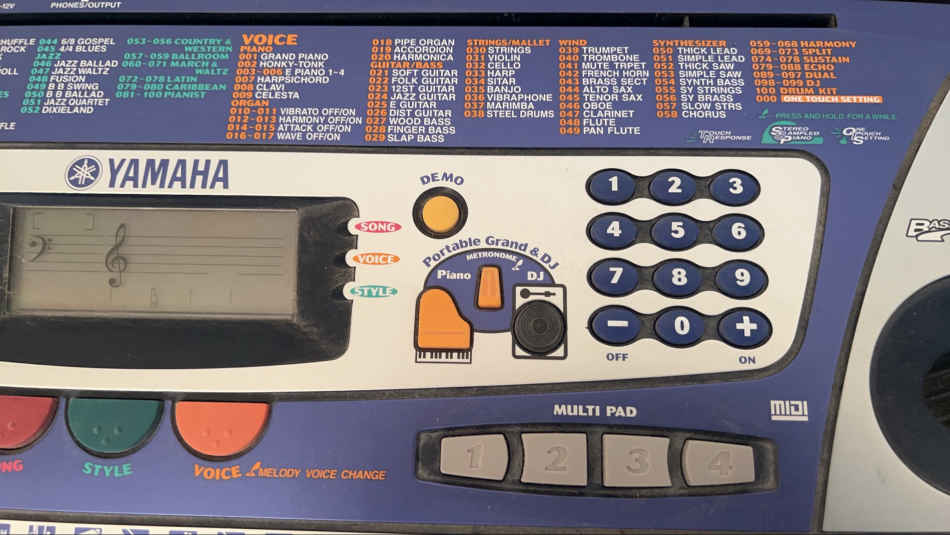 -12V
PHONES/OUTPUT
HUFFLE
ROCK
044 6/8 GOSPEL
045 4/4 BLUES
JAZZ
046 JAZZ BALLAD
047 JAZZ WALTZ
048 FUSION
049 B B SWING
050 B B BALLAD
051 JAZZ QUARTET
052 DIXIELAND
FFLE
053-056 COUNTRY &
WESTERN
057-059 BALLROOM
060-071 MARCH &
WALTZ
072-078 LATIN
079-080 CARIBBEAN
081-100 PIANIST
VOICE
PIANO
001 GRAND PIANO
002 HONKY-TONK
003-006 E PIANO 1-4
007 HARPSICHORD
008 CLAVI
009 CELESTA
ORGAN
010-011 VIBRATO OFF/ON
012-013 HARMONY OFF/ON
014-015 ATTACK OFF/ON
016-017 WAVE OFF/ON
018 PIPE ORGAN
019 ACCORDION
020 HARMONICA
GUITAR/BASS
021 SOFT GUITAR
022 FOLK GUITAR
023 12ST GUITAR
024 JAZZ GUITAR
025 E GUITAR
026 DIST GUITAR
027 WOOD BASS
028 FINGER BASS
029 SLAP BASS
STRINGS/MALLET
030 STRINGS
031 VIOLIN
032 CELLO
033 HARP
034 SITAR
035 BANJO
036 VIBRAPHONE
037 MARIMBA
038 STEEL DRUMS
WIND
039 TRUMPET
040 TROMBONE
041 MUTE TRPET
042 FRENCH HORN
043 BRASS SECT
044 ALTO SAX
045 TENOR SAX
046 OBOE
047 CLARINET
048 FLUTE
049 PAN FLUTE
SYNTHESIZER
050 THICK LEAD
051 SIMPLE LEAD
052 THICK SAW
053 SIMPLE SAW
054 SYNTH BASS
055 SY STRINGS
056 SY BRASS
057 SLOW STRS
058 CHORUS
059-068 HARMONY
069-073 SPLIT
074-078 SUSTAIN
079-088 ECHO
089-097 DUAL
098-099 DJ
100 DRUM KIT
000 ONE TOUCH SETTING
PRESS AND HOLD FOR A WHILE
TOUCH RESPONSE
STEREO SAMPLED PIANO
ONE TOUCH SETTING
YAMAHA
DEMO
SONG
VOICE
STYLE
Portable Grand & DJ
METRONOME
Piano
DJ
1 2 3
4 5 6
7 8 9
− 0 +
OFF
ON
MIDI
MULTI PAD
1 2 3 4
ONG
STYLE
VOICE
MELODY VOICE CHANGE